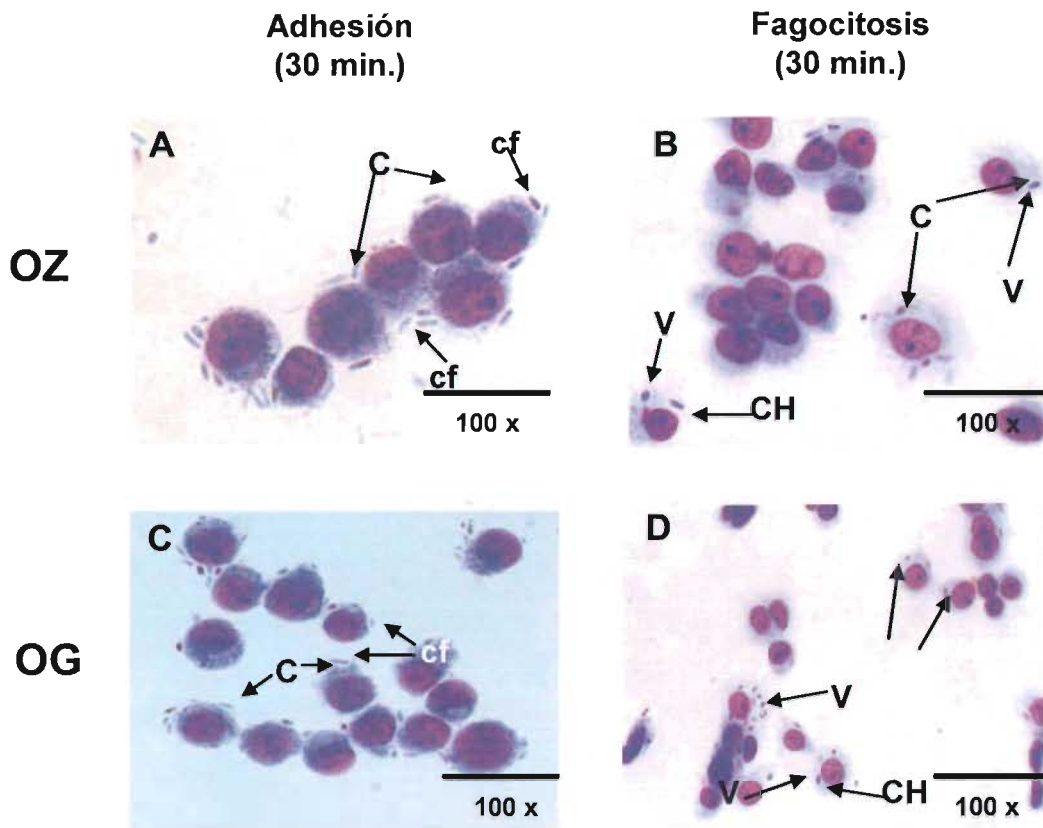 Adhesión
(30 min.)
Fagocitosis
(30 min.)
OZ
A
C
cf
cf
100 x
B
C
V
V
CH
100 x
OG
C
cf
C
100 x
D
V
V
CH
100 x